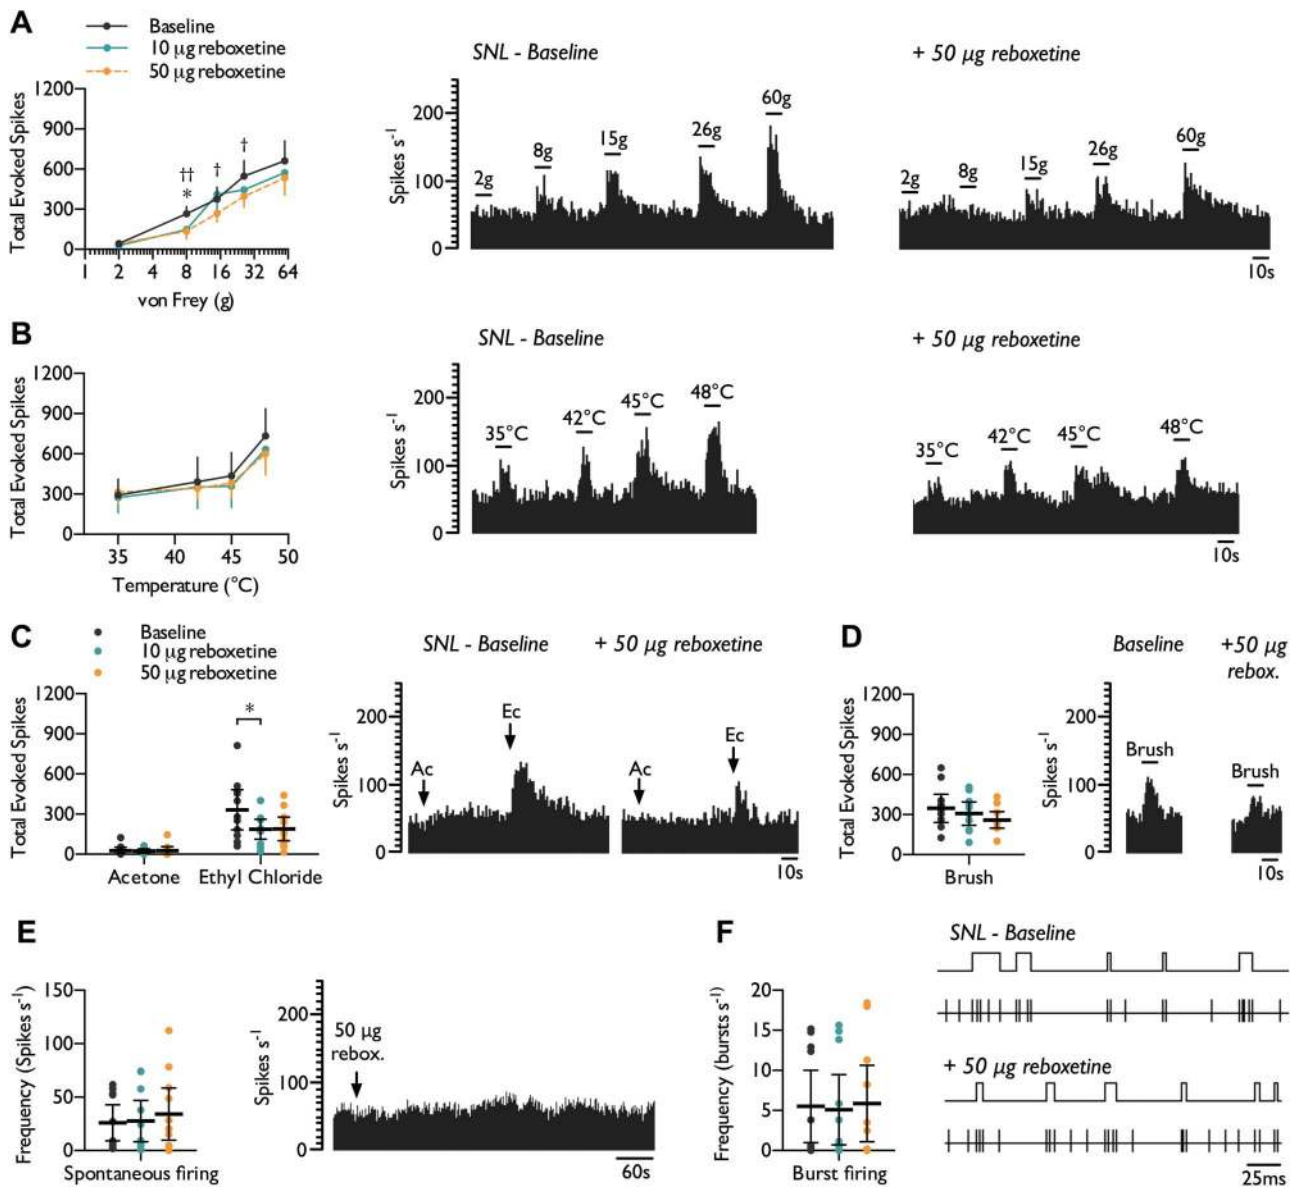 A
Baseline
10 µg reboxetine
50 µg reboxetine
Total Evoked Spikes
1200
900
600
300
0
†† * † †
1 2 4 8 16 32 64
von Frey (g)
SNL - Baseline
Spikes s⁻¹
200
100
0
2g 8g 15g 26g 60g
+ 50 µg reboxetine
2g 8g 15g 26g 60g
10s
B
Total Evoked Spikes
1200
900
600
300
0
35 40 45 50
Temperature (°C)
SNL - Baseline
Spikes s⁻¹
200
100
0
35°C 42°C 45°C 48°C
+ 50 µg reboxetine
35°C 42°C 45°C 48°C
10s
C
Baseline
10 µg reboxetine
50 µg reboxetine
Total Evoked Spikes
1200
900
600
300
0
*
Acetone Ethyl Chloride
SNL - Baseline + 50 µg reboxetine
Spikes s⁻¹
200
100
0
Ac Ec Ac Ec
10s
D
Total Evoked Spikes
1200
900
600
300
0
Brush
Baseline +50 µg
rebox.
Spikes s⁻¹
200
100
0
Brush Brush
10s
E
Frequency (Spikes s⁻¹)
150
100
50
0
Spontaneous firing
Spikes s⁻¹
200
100
0
50 µg
rebox.
60s
F
Frequency (bursts s⁻¹)
20
15
10
5
0
Burst firing
SNL - Baseline
+ 50 µg reboxetine
25ms